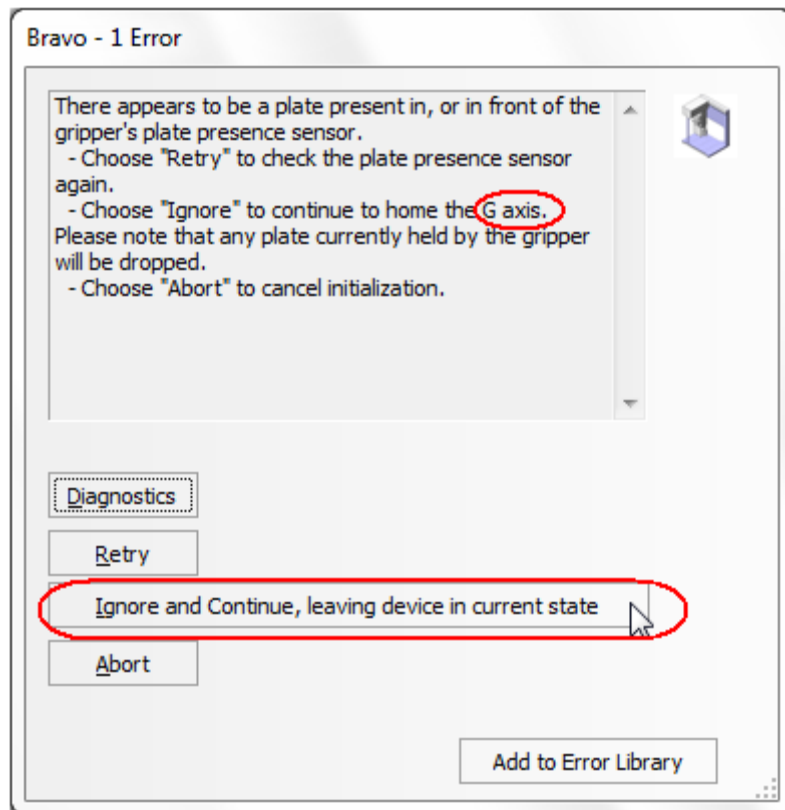 Bravo - 1 Error
There appears to be a plate present in, or in front of the
gripper's plate presence sensor.
- Choose "Retry" to check the plate presence sensor
again.
- Choose "Ignore" to continue to home the G axis.
Please note that any plate currently held by the gripper
will be dropped.
- Choose "Abort" to cancel initialization.
Diagnostics
Retry
Ignore and Continue, leaving device in current state
Abort
Add to Error Library